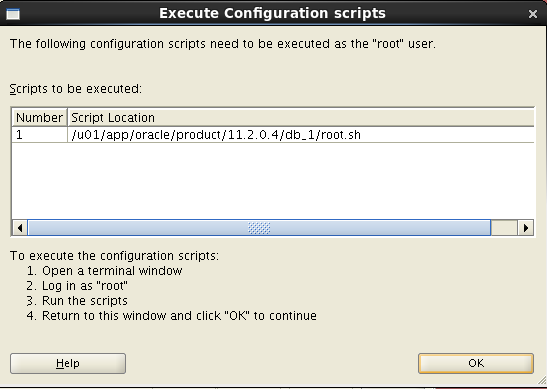 Execute Configuration scripts
The following configuration scripts need to be executed as the "root" user.
Scripts to be executed:
Number Script Location
1 /u01/app/oracle/product/11.2.0.4/db_1/root.sh
To execute the configuration scripts:
1. Open a terminal window
2. Log in as "root"
3. Run the scripts
4. Return to this window and click "OK" to continue
Help OK